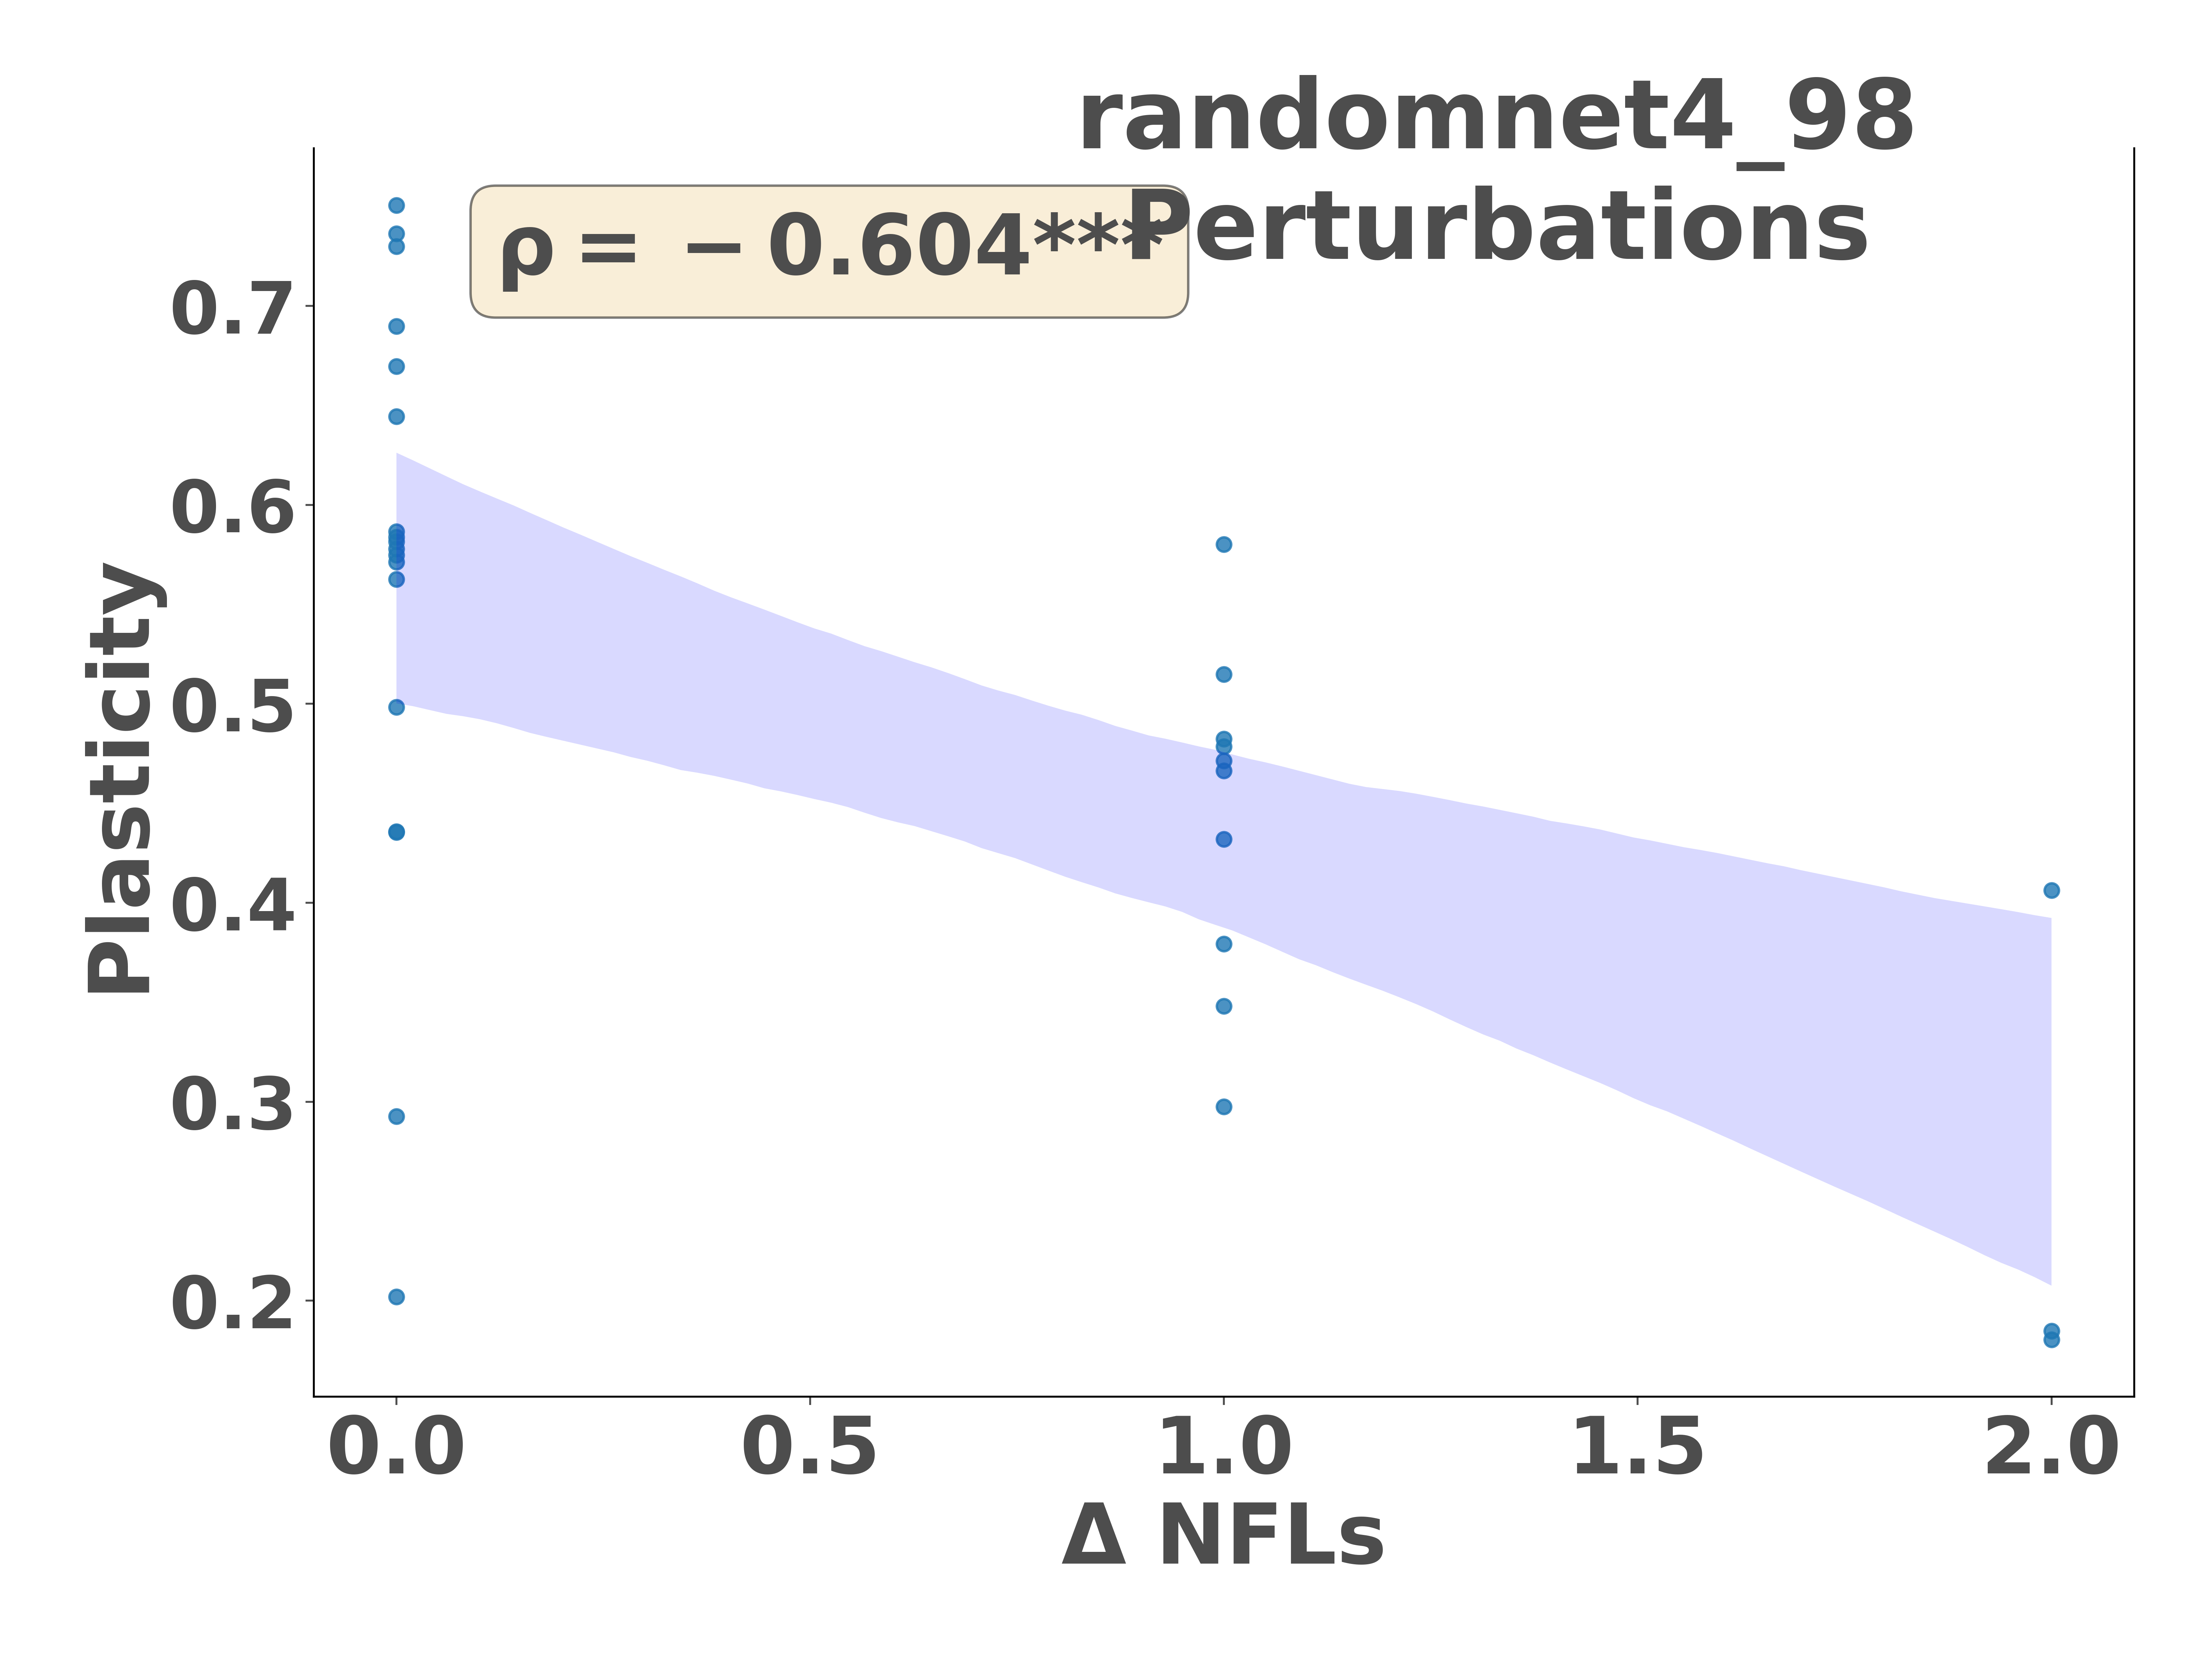 randomnet4_98
Perturbations
ρ = − 0.604***
Plasticity
0.7
0.6
0.5
0.4
0.3
0.2
0.0 0.5 1.0 1.5 2.0
Δ NFLs